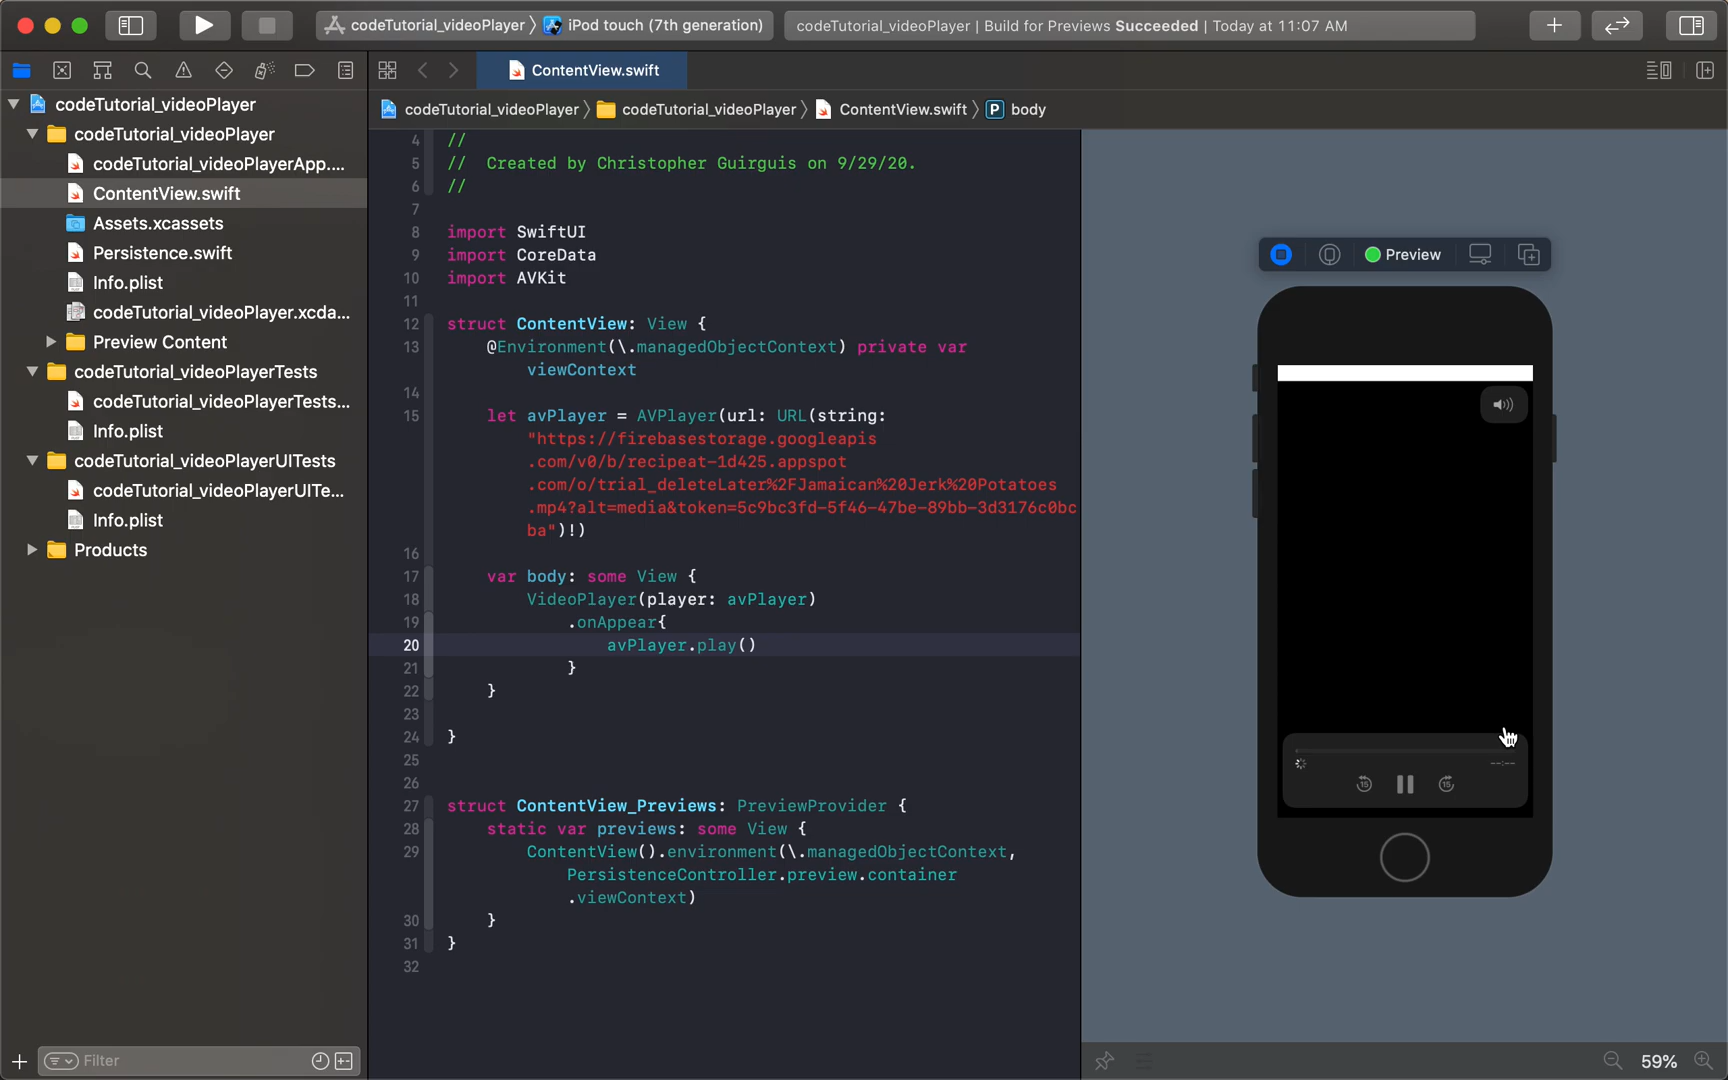 codeTutorial_videoPlayer 〉 iPod touch (7th generation)
codeTutorial_videoPlayer | Build for Previews Succeeded | Today at 11:07 AM
ContentView.swift
codeTutorial_videoPlayer 〉 codeTutorial_videoPlayer 〉 ContentView.swift 〉 P body
codeTutorial_videoPlayer
codeTutorial_videoPlayer
codeTutorial_videoPlayerApp....
ContentView.swift
Assets.xcassets
Persistence.swift
Info.plist
codeTutorial_videoPlayer.xcda...
Preview Content
codeTutorial_videoPlayerTests
codeTutorial_videoPlayerTests...
Info.plist
codeTutorial_videoPlayerUITests
codeTutorial_videoPlayerUITe...
Info.plist
Products
Filter
4 //
5 //  Created by Christopher Guirguis on 9/29/20.
6 //
7
8 import SwiftUI
9 import CoreData
10 import AVKit
11
12 struct ContentView: View {
13 @Environment(\.managedObjectContext) private var
viewContext
14
15 let avPlayer = AVPlayer(url: URL(string:
"https://firebasestorage.googleapis
.com/v0/b/recipeat-1d425.appspot
.com/o/trial_deleteLater%2FJamaican%20Jerk%20Potatoes
.mp4?alt=media&token=5c9bc3fd-5f46-47be-89bb-3d3176c0bc
ba")!)
16
17 var body: some View {
18 VideoPlayer(player: avPlayer)
19 .onAppear{
20 avPlayer.play()
21 }
22 }
23
24 }
25
26
27 struct ContentView_Previews: PreviewProvider {
28 static var previews: some View {
29 ContentView().environment(\.managedObjectContext,
PersistenceController.preview.container
.viewContext)
30 }
31 }
32
Preview
--:--
15 15
59%